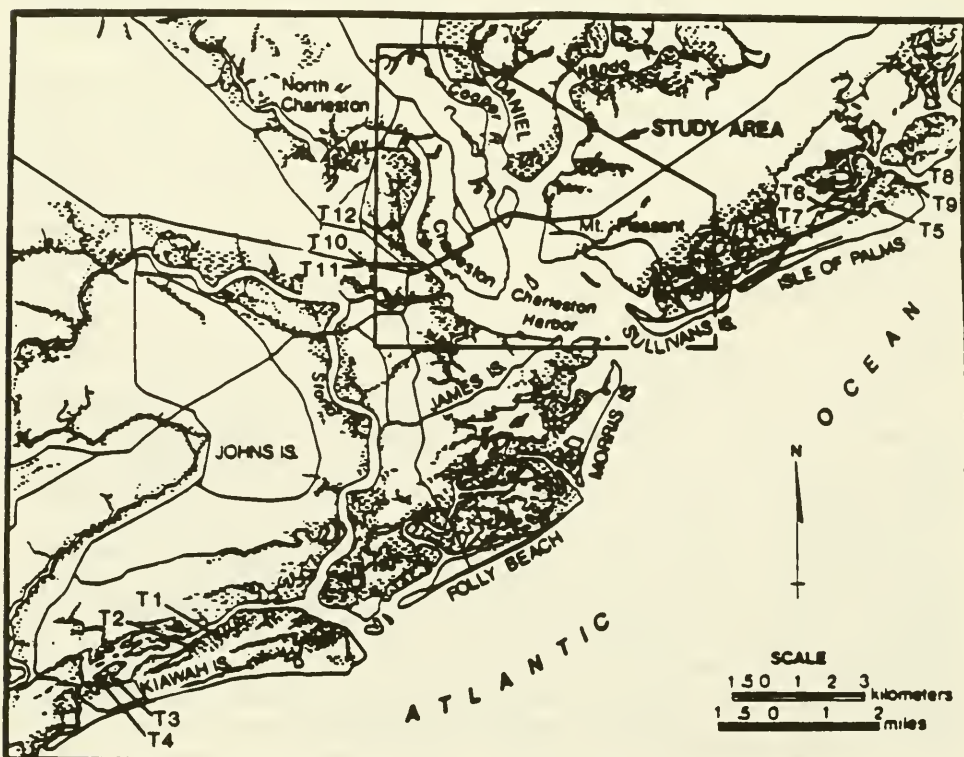 North
Charleston
Cooper R
DANIEL
Wando
STUDY AREA
T8
T6
T9
T7
T5
T12
Mt. Pleasant
T10
T11
ISLE OF PALMS
Charleston
Harbor
SULLIVANS IS.
Stono
JAMES IS.
MORRIS IS.
OCEAN
JOHNS IS.
N
FOLLY BEACH
T1
T2
KIAWAH IS.
T3
T4
ATLANTIC
SCALE
1 .5 0 1 2 3
kilometers
1 .5 0 1 2
miles